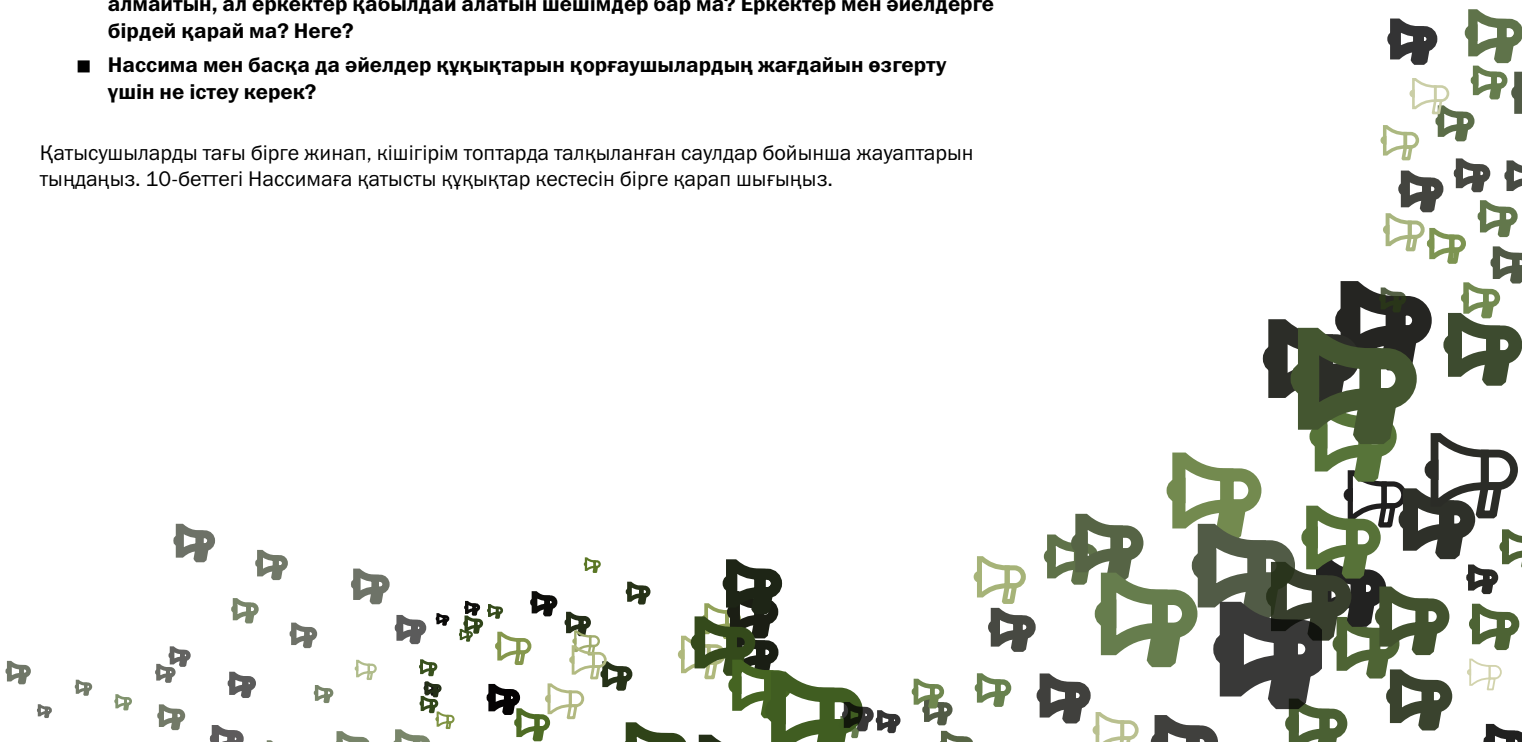 алмайтын, ал еркектер қабылдай алатын шешімдер бар ма? Еркектер мен әйелдерге
бірдей қарай ма? Неге?
■ Нассима мен басқа да әйелдер құқықтарын қорғаушылардың жағдайын өзгерту
үшін не істеу керек?
Қатысушыларды тағы бірге жинап, кішігірім топтарда талқыланған саулдар бойынша жауаптарын
тыңдаңыз. 10-беттегі Нассимаға қатысты құқықтар кестесін бірге қарап шығыңыз.